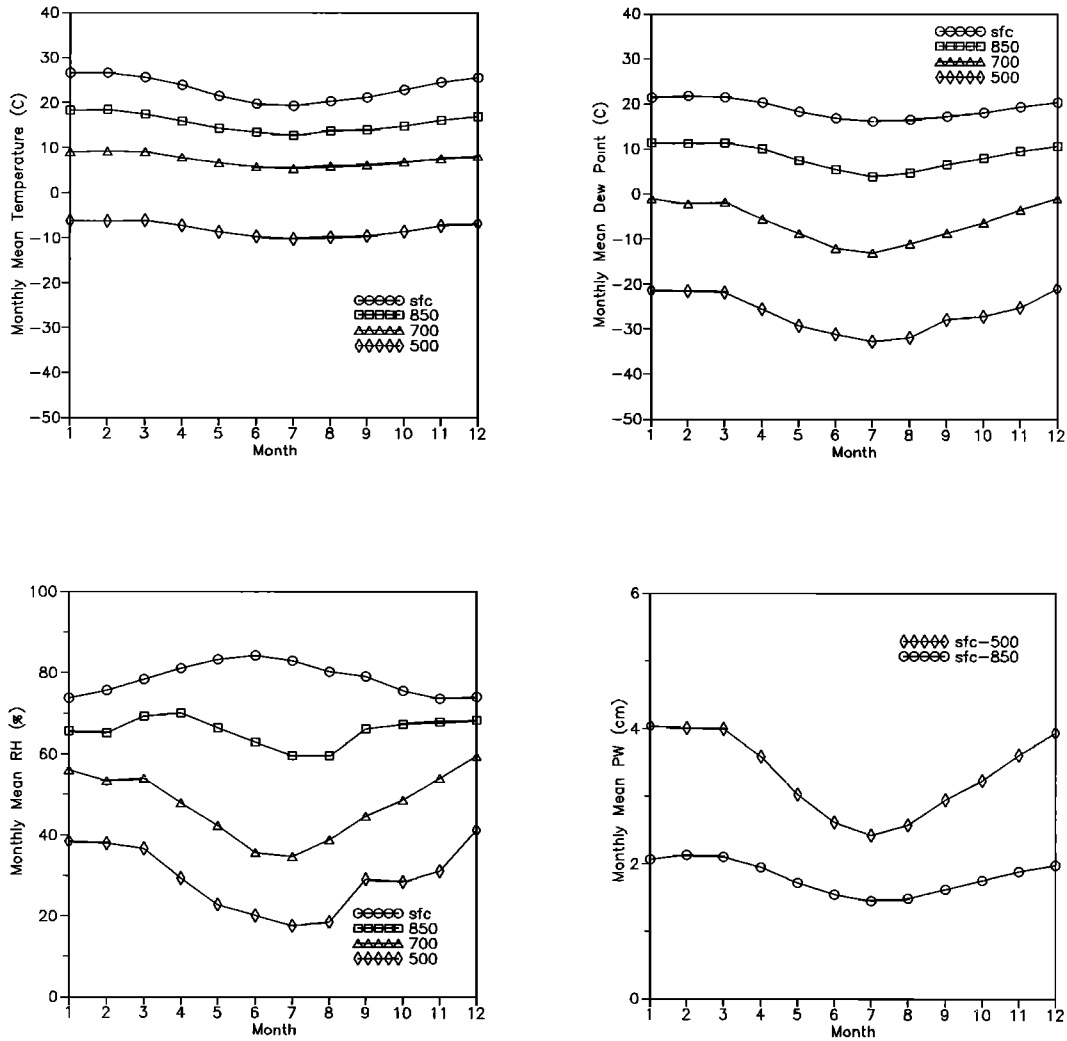 Monthly Mean Temperature (C)
40
30
20
10
0
−10
−20
−30
−40
−50
sfc
850
700
500
1 2 3 4 5 6 7 8 9 10 11 12
Month
Monthly Mean Dew Point (C)
40
30
20
10
0
−10
−20
−30
−40
−50
sfc
850
700
500
1 2 3 4 5 6 7 8 9 10 11 12
Month
Monthly Mean RH (%)
100
80
60
40
20
0
sfc
850
700
500
1 2 3 4 5 6 7 8 9 10 11 12
Month
Monthly Mean PW (cm)
6
4
2
0
sfc−500
sfc−850
1 2 3 4 5 6 7 8 9 10 11 12
Month